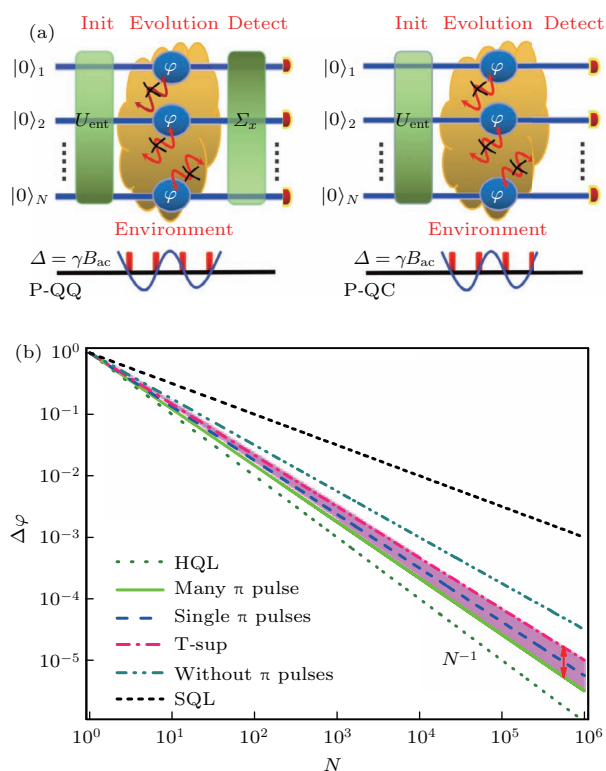 Init Evolution Detect Init Evolution Detect
(a)
|0⟩1 φ |0⟩1 φ
|0⟩2 Uent φ Σx |0⟩2 Uent φ
|0⟩N φ |0⟩N φ
Environment Environment
Δ = γBac Δ = γBac
P-QQ P-QC
(b)
10^0
10^-1
10^-2
10^-3
10^-4
10^-5
Δφ
HQL
Many π pulse
Single π pulses
T-sup
Without π pulses
SQL
N^-1
10^0 10^1 10^2 10^3 10^4 10^5 10^6
N